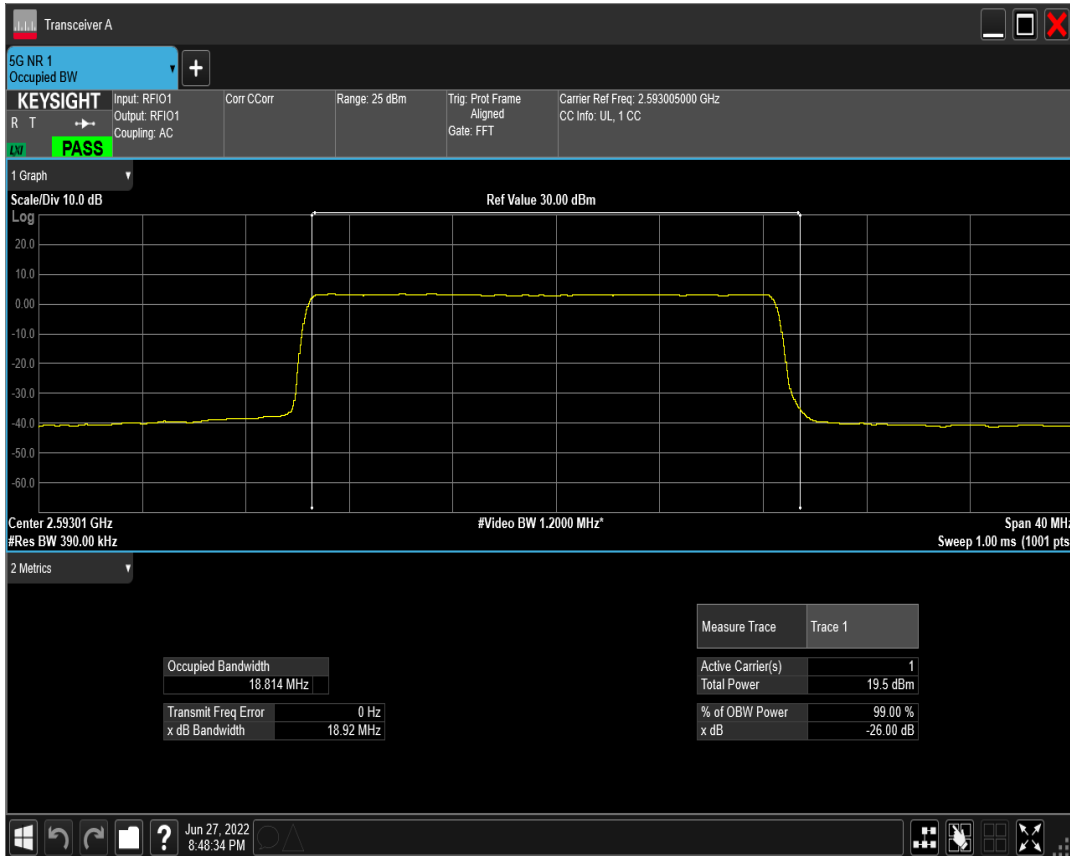 Transceiver A
5G NR 1
Occupied BW
+
KEYSIGHT
R T
LXI
PASS
Input: RFIO1
Output: RFIO1
Coupling: AC
Corr CCorr
Range: 25 dBm
Trig: Prot Frame
Aligned
Gate: FFT
Carrier Ref Freq: 2.593005000 GHz
CC Info: UL, 1 CC
1 Graph
Scale/Div 10.0 dB
Ref Value 30.00 dBm
Log
20.0
10.0
0.00
-10.0
-20.0
-30.0
-40.0
-50.0
-60.0
Center 2.59301 GHz
#Video BW 1.2000 MHz*
Span 40 MHz
#Res BW 390.00 kHz
Sweep 1.00 ms (1001 pts
2 Metrics
Measure Trace Trace 1
Occupied Bandwidth
18.814 MHz
Active Carrier(s) 1
Total Power 19.5 dBm
Transmit Freq Error 0 Hz
x dB Bandwidth 18.92 MHz
% of OBW Power 99.00 %
x dB -26.00 dB
?
Jun 27, 2022
8:48:34 PM